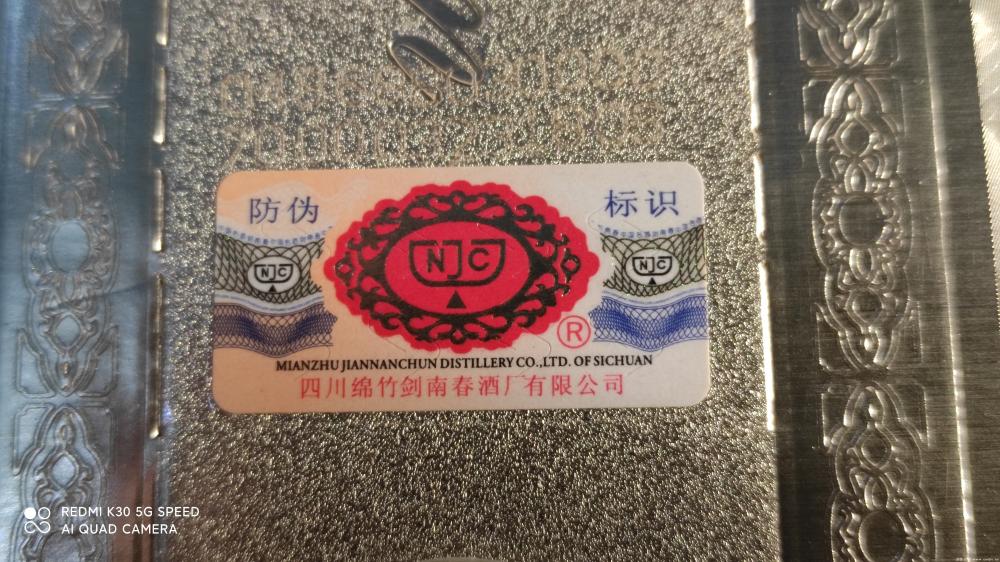 防伪 标识
NJC
NJC
NJC
®
MIANZHU JIANNANCHUN DISTILLERY CO.,LTD. OF SICHUAN
四川绵竹剑南春酒厂有限公司
REDMI K30 5G SPEED
AI QUAD CAMERA